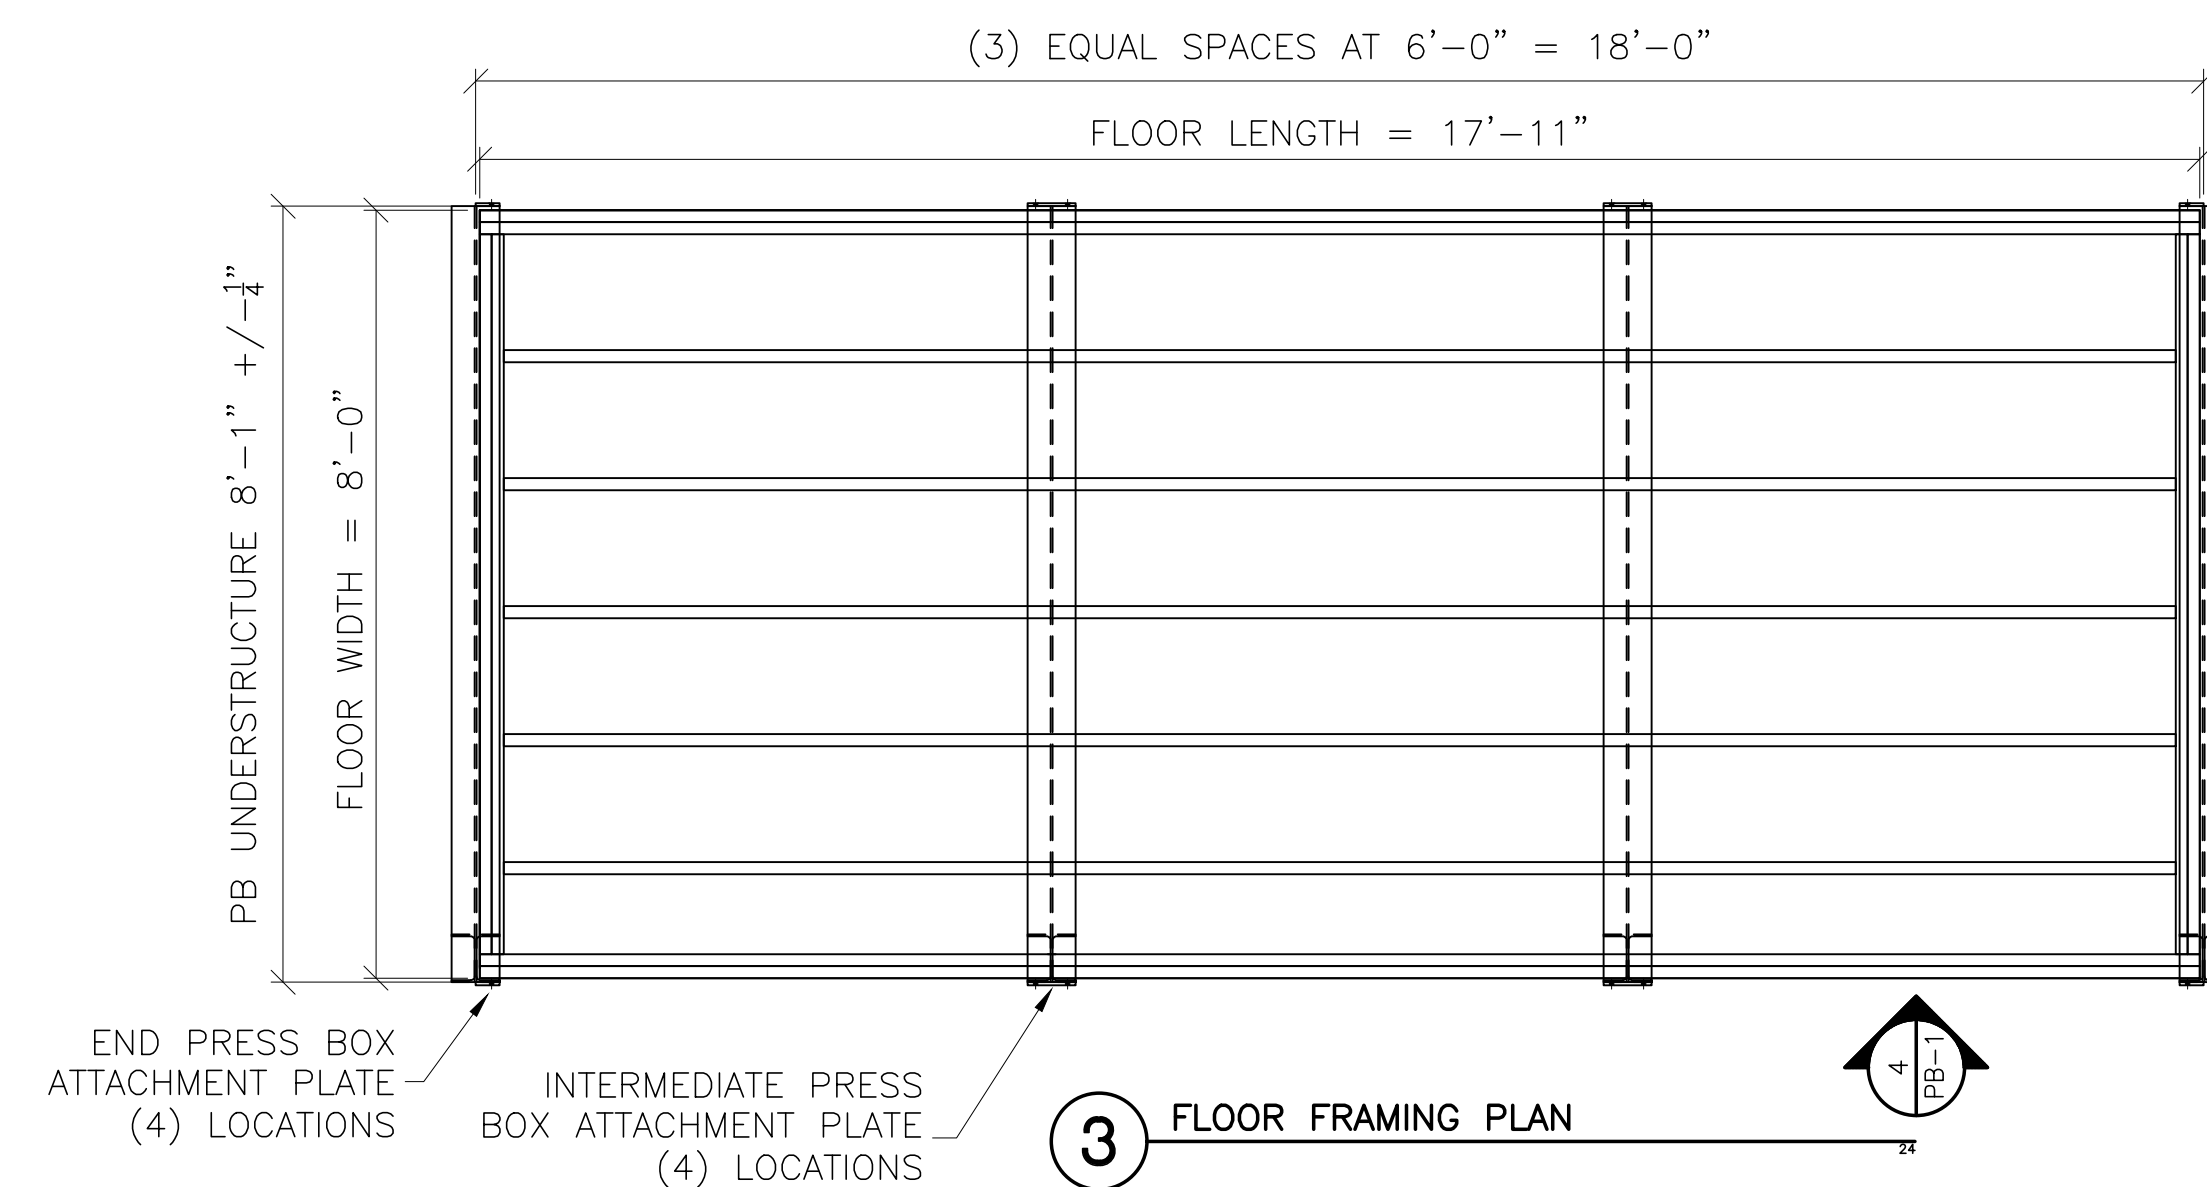 (3) EQUAL SPACES AT 6'-0" = 18'-0"
FLOOR LENGTH = 17'-11"
PB UNDERSTRUCTURE 8'-1" +/-1/4"
FLOOR WIDTH = 8'-0"
END PRESS BOX
ATTACHMENT PLATE
(4) LOCATIONS
INTERMEDIATE PRESS
BOX ATTACHMENT PLATE
(4) LOCATIONS
3
FLOOR FRAMING PLAN
24
4
PB-1